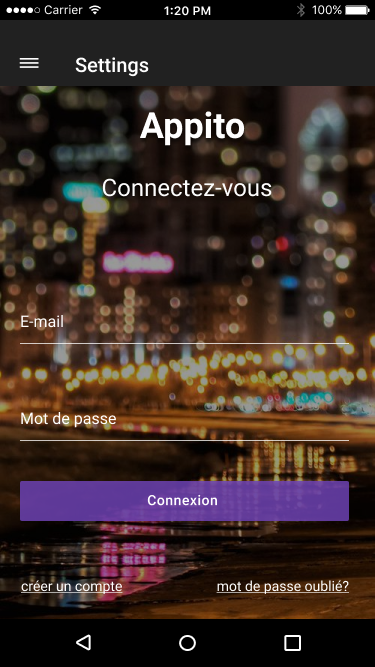 Carrier 1:20 PM 100%
Settings
Appito
Connectez-vous
E-mail
Mot de passe
Connexion
créer un compte mot de passe oublié?